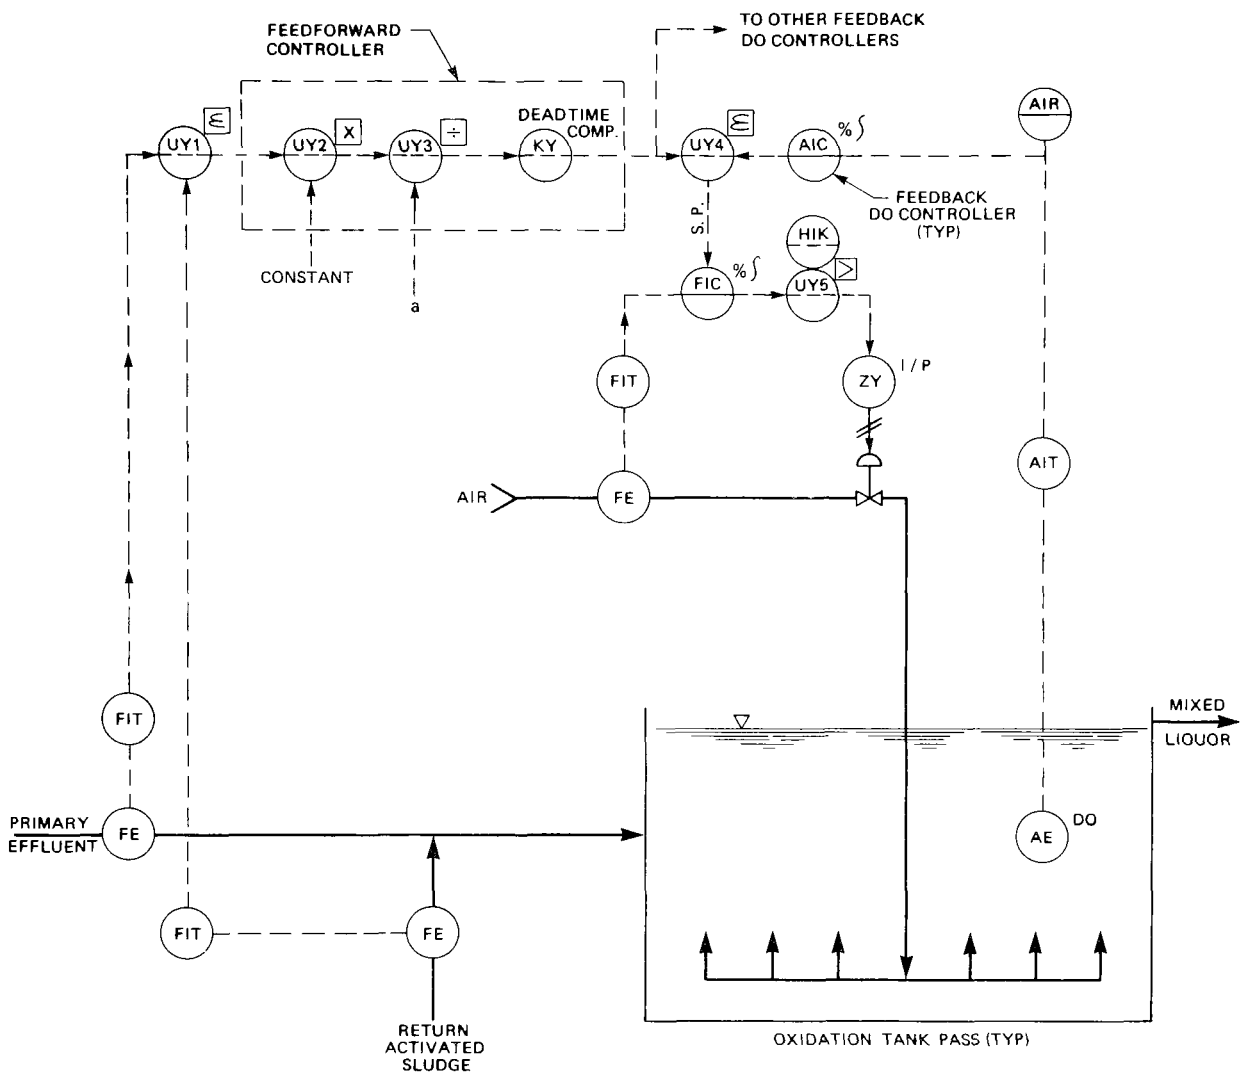 TO OTHER FEEDBACK
DO CONTROLLERS
FEEDFORWARD
CONTROLLER
AIR
DEADTIME
COMP.
UY1
Σ
UY2
X
UY3
÷
KY
UY4
Σ
AIC
%∫
FEEDBACK
DO CONTROLLER
(TYP)
CONSTANT
a
S.P.
HIK
FIC
%∫
UY5
>
FIT
ZY
I/P
AIT
AIR
FE
FIT
MIXED
LIQUOR
PRIMARY
EFFLUENT
FE
AE
DO
FIT
FE
RETURN
ACTIVATED
SLUDGE
OXIDATION TANK PASS (TYP)